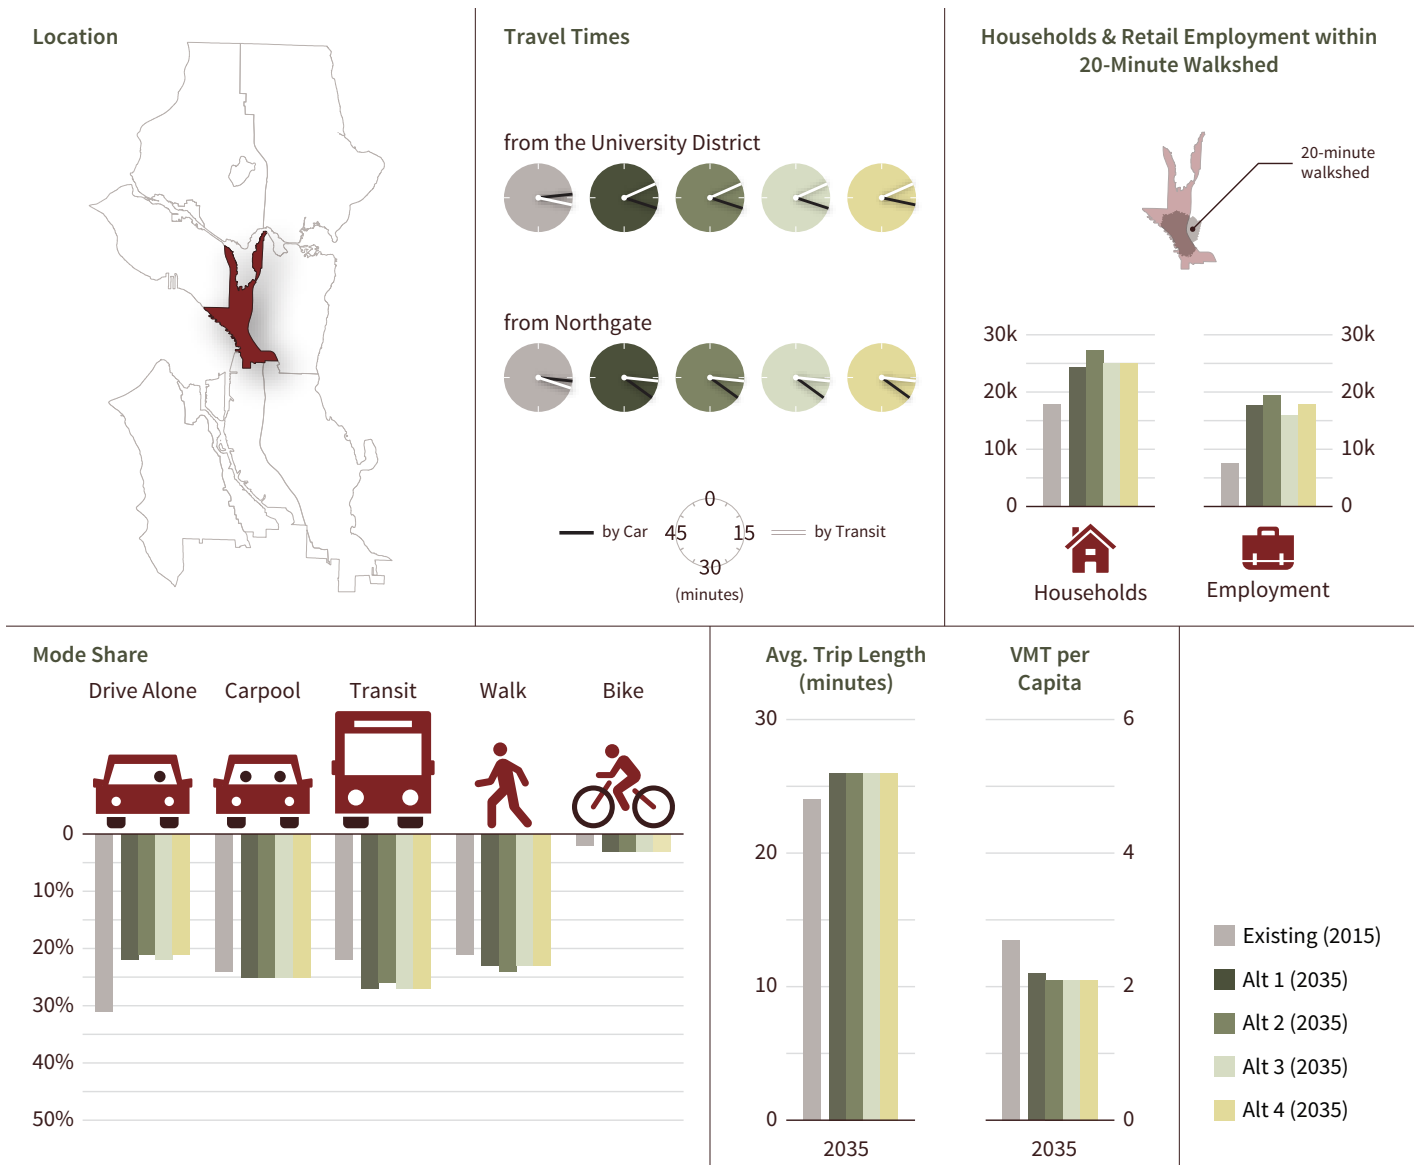 Location
Travel Times
from the University District
from Northgate
by Car
0
15
30
45
(minutes)
by Transit
Households & Retail Employment within
20-Minute Walkshed
20-minute
walkshed
30k
20k
10k
0
30k
20k
10k
0
Households
Employment
Mode Share
Drive Alone
Carpool
Transit
Walk
Bike
0
10%
20%
30%
40%
50%
Avg. Trip Length
(minutes)
30
20
10
0
2035
VMT per
Capita
6
4
2
0
2035
Existing (2015)
Alt 1 (2035)
Alt 2 (2035)
Alt 3 (2035)
Alt 4 (2035)